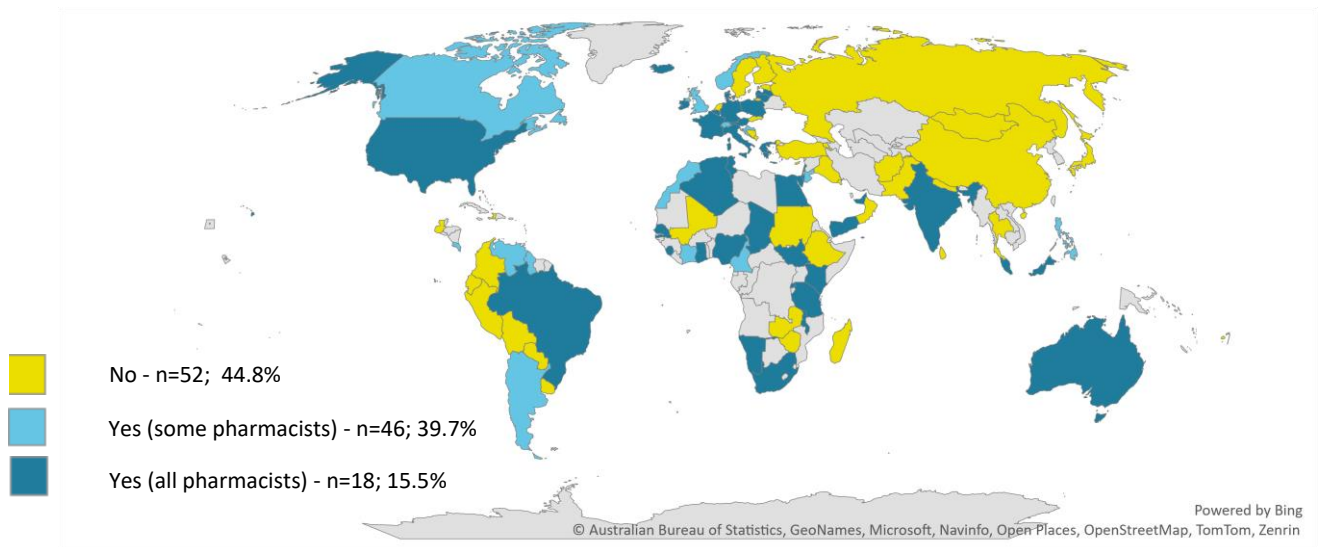 No - n=52; 44.8%
Yes (some pharmacists) - n=46; 39.7%
Yes (all pharmacists) - n=18; 15.5%
Powered by Bing
© Australian Bureau of Statistics, GeoNames, Microsoft, Navinfo, Open Places, OpenStreetMap, TomTom, Zenrin